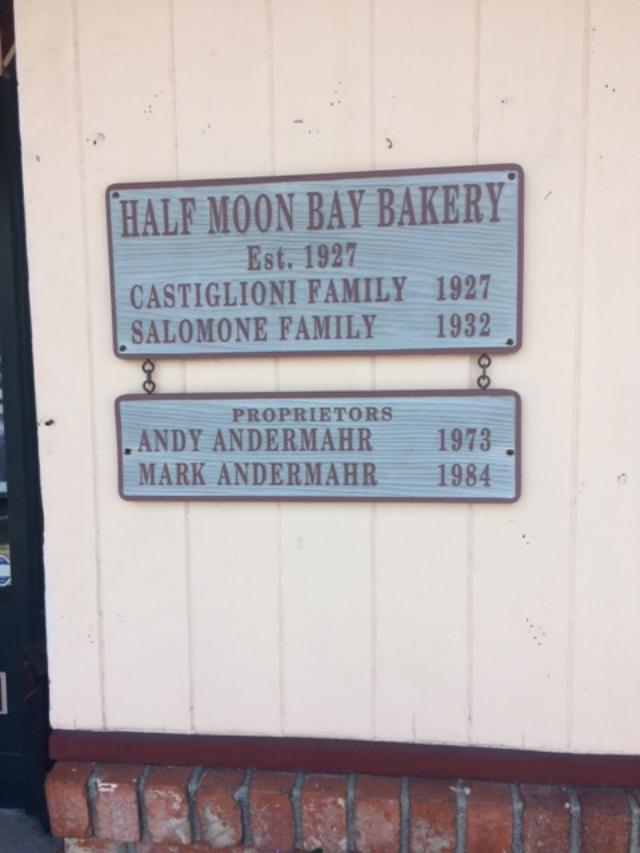 HALF MOON BAY BAKERY
Est. 1927
CASTIGLIONI FAMILY 1927
SALOMONE FAMILY 1932
PROPRIETORS
ANDY ANDERMAHR 1973
MARK ANDERMAHR 1984